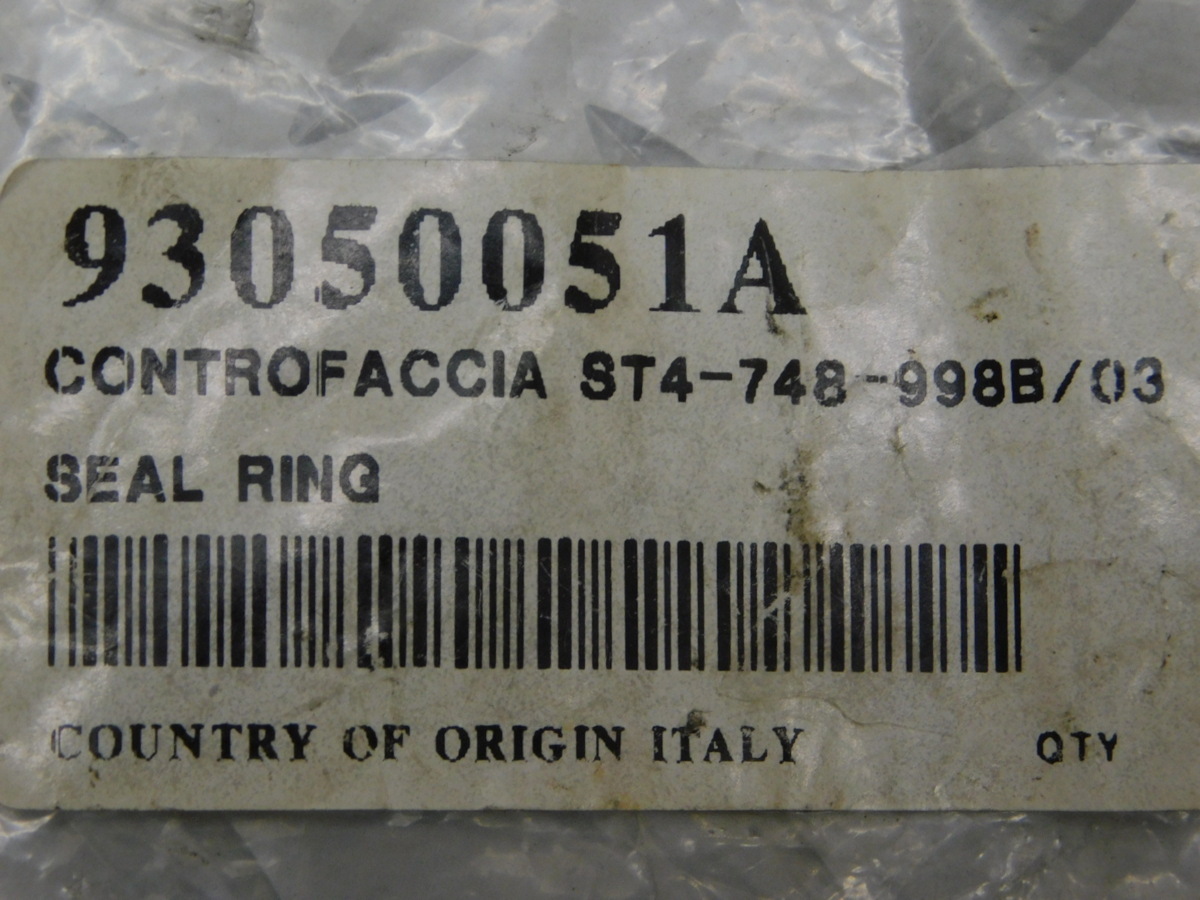 93050051A
CONTROFACCIA ST4-748-998B/03
SEAL RING
COUNTRY OF ORIGIN ITALY QTY